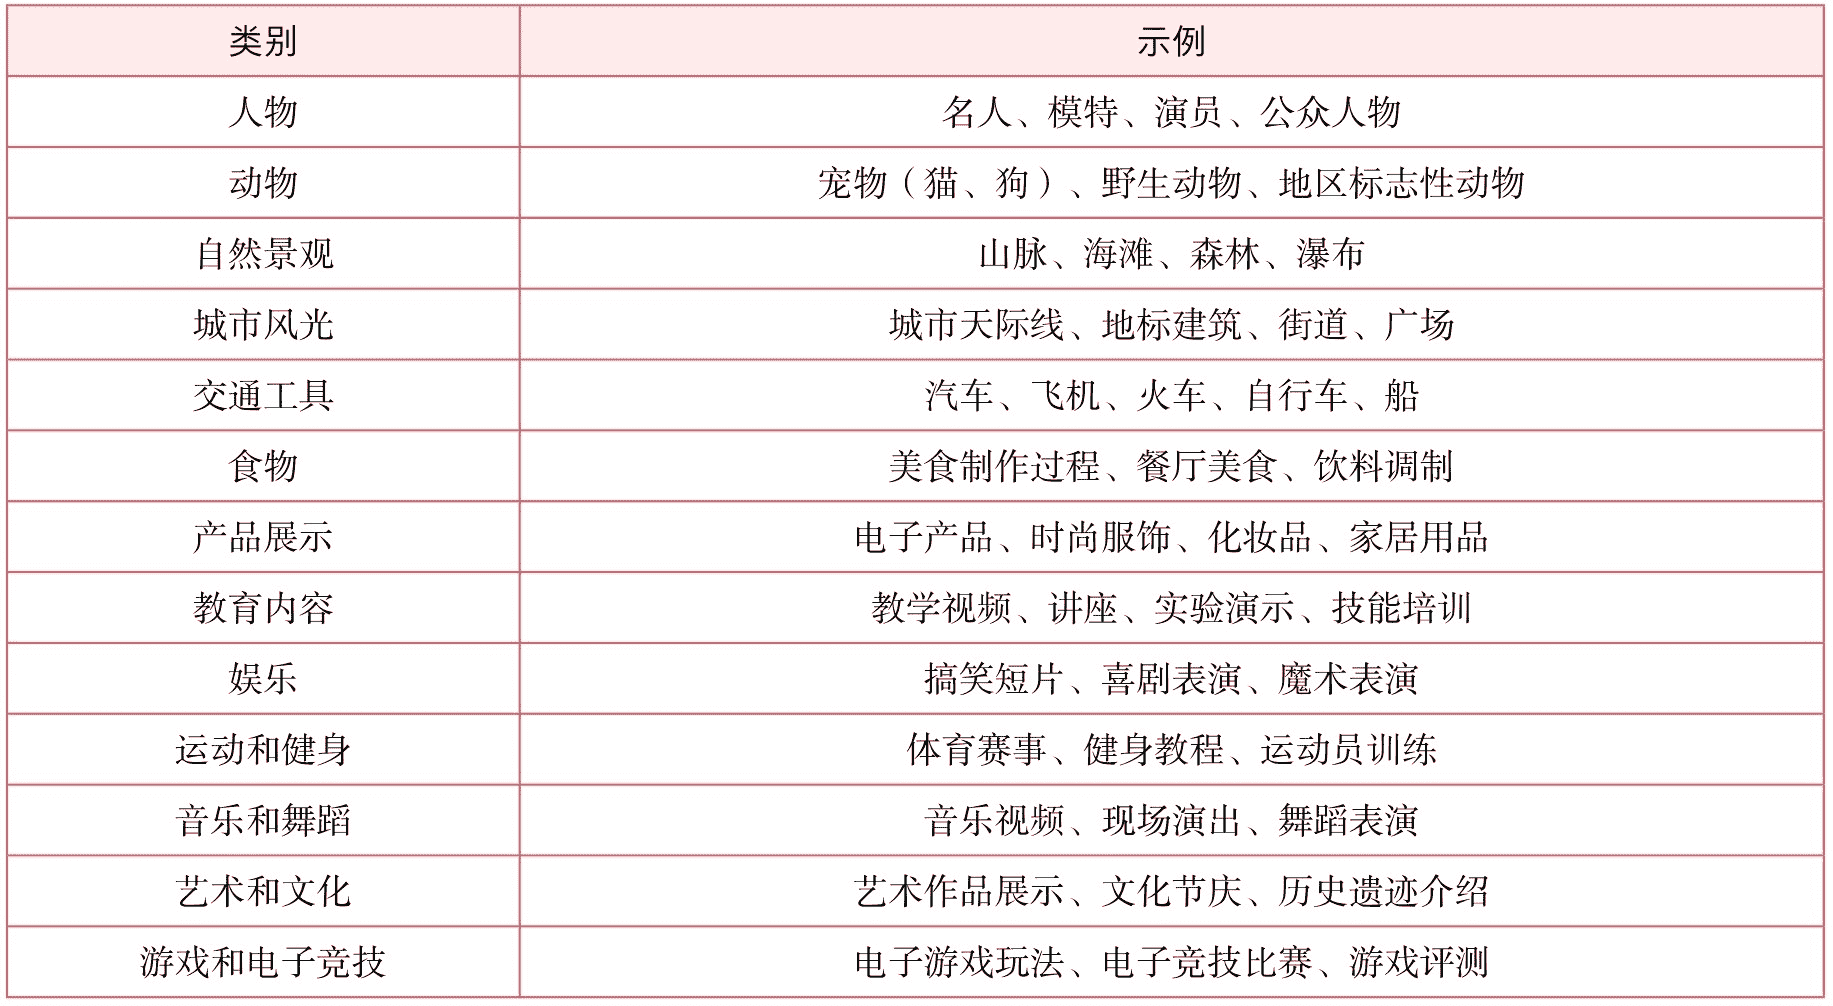 类别 示例
人物 名人、模特、演员、公众人物
动物 宠物（猫、狗）、野生动物、地区标志性动物
自然景观 山脉、海滩、森林、瀑布
城市风光 城市天际线、地标建筑、街道、广场
交通工具 汽车、飞机、火车、自行车、船
食物 美食制作过程、餐厅美食、饮料调制
产品展示 电子产品、时尚服饰、化妆品、家居用品
教育内容 教学视频、讲座、实验演示、技能培训
娱乐 搞笑短片、喜剧表演、魔术表演
运动和健身 体育赛事、健身教程、运动员训练
音乐和舞蹈 音乐视频、现场演出、舞蹈表演
艺术和文化 艺术作品展示、文化节庆、历史遗迹介绍
游戏和电子竞技 电子游戏玩法、电子竞技比赛、游戏评测